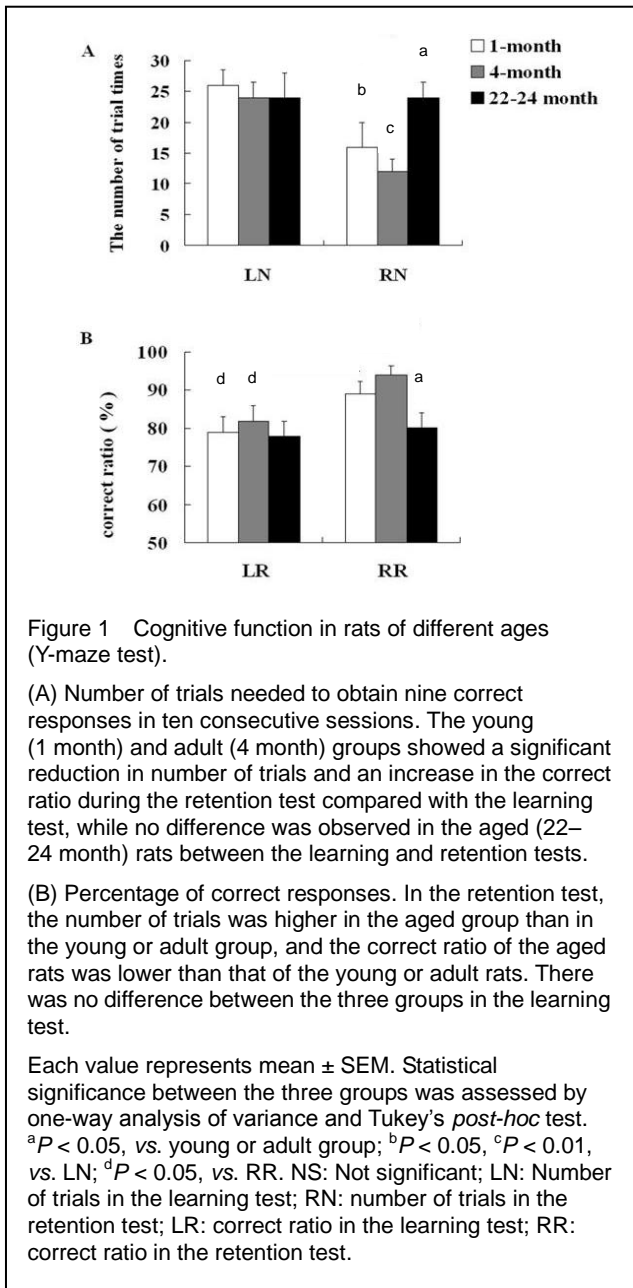 A
The number of trial times
30
25
20
15
10
5
0
b
c
a
LN
RN
1-month
4-month
22-24 month
B
correct ratio ( % )
100
90
80
70
60
50
d
d
a
LR
RR
Figure 1 Cognitive function in rats of different ages
(Y-maze test).
(A) Number of trials needed to obtain nine correct
responses in ten consecutive sessions. The young
(1 month) and adult (4 month) groups showed a significant
reduction in number of trials and an increase in the correct
ratio during the retention test compared with the learning
test, while no difference was observed in the aged (22–
24 month) rats between the learning and retention tests.
(B) Percentage of correct responses. In the retention test,
the number of trials was higher in the aged group than in
the young or adult group, and the correct ratio of the aged
rats was lower than that of the young or adult rats. There
was no difference between the three groups in the learning
test.
Each value represents mean ± SEM. Statistical
significance between the three groups was assessed by
one-way analysis of variance and Tukey's post-hoc test.
ᵃP < 0.05, vs. young or adult group; ᵇP < 0.05, ᶜP < 0.01,
vs. LN; ᵈP < 0.05, vs. RR. NS: Not significant; LN: Number
of trials in the learning test; RN: number of trials in the
retention test; LR: correct ratio in the learning test; RR:
correct ratio in the retention test.